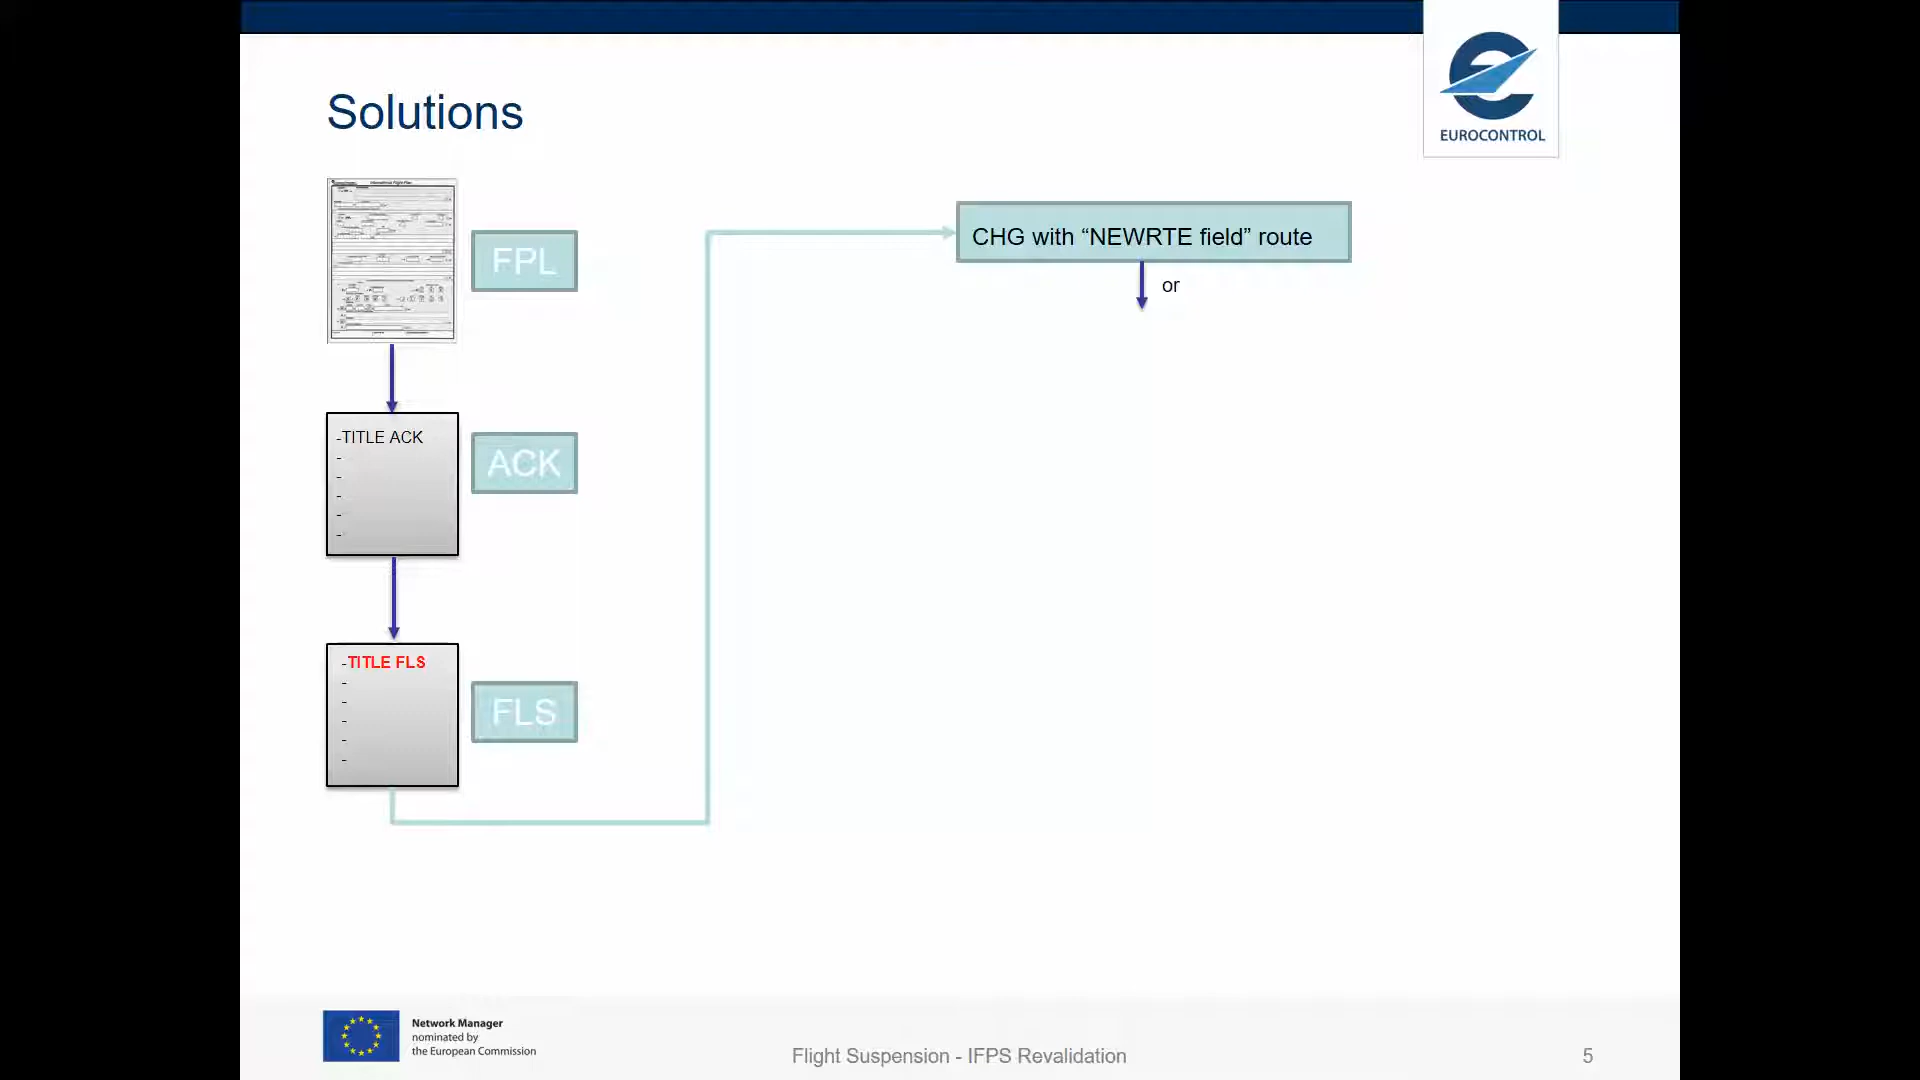 EUROCONTROL
Solutions
FPL
CHG with “NEWRTE field” route
or
-TITLE ACK
-
-
-
-
-
ACK
-TITLE FLS
-
-
-
-
-
FLS
Network Manager
nominated by
the European Commission
Flight Suspension - IFPS Revalidation
5